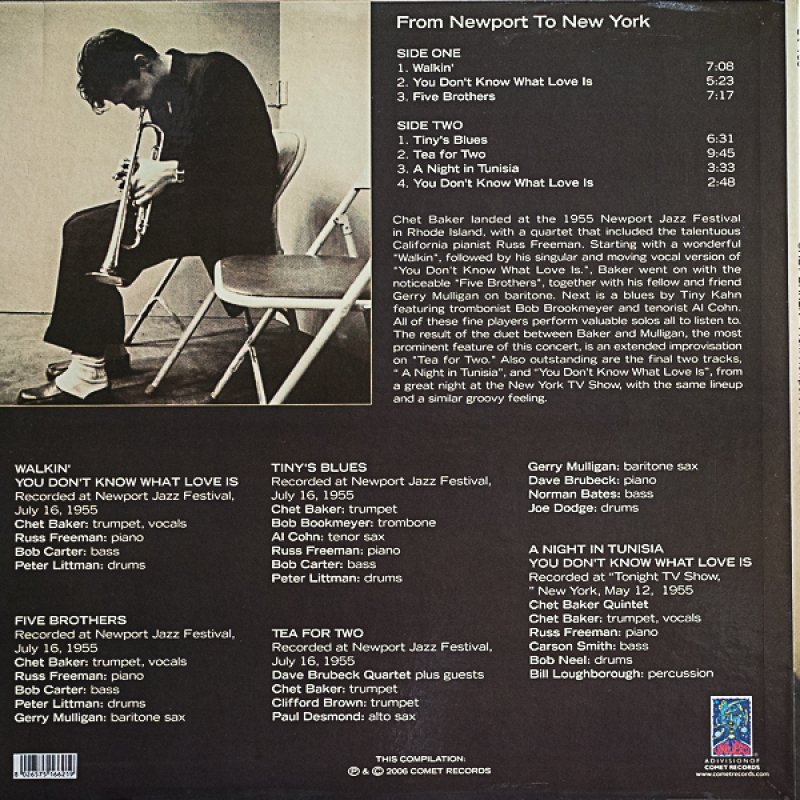 From Newport To New York
SIDE ONE
1. Walkin' 7:08
2. You Don't Know What Love Is 5:23
3. Five Brothers 7:17
SIDE TWO
1. Tiny's Blues 6:31
2. Tea for Two 9:45
3. A Night in Tunisia 3:33
4. You Don't Know What Love Is 2:48
Chet Baker landed at the 1955 Newport Jazz Festival
in Rhode Island, with a quartet that included the talentuous
California pianist Russ Freeman. Starting with a wonderful
"Walkin", followed by his singular and moving vocal version of
"You Don't Know What Love Is.", Baker went on with the
noticeable "Five Brothers", together with his fellow and friend
Gerry Mulligan on baritone. Next is a blues by Tiny Kahn
featuring trombonist Bob Brookmeyer and tenorist Al Cohn.
All of these fine players perform valuable solos all to listen to.
The result of the duet between Baker and Mulligan, the most
prominent feature of this concert, is an extended improvisation
on "Tea for Two." Also outstanding are the final two tracks,
" A Night in Tunisia", and "You Don't Know What Love Is", from
a great night at the New York TV Show, with the same lineup
and a similar groovy feeling.
WALKIN'
YOU DON'T KNOW WHAT LOVE IS
Recorded at Newport Jazz Festival,
July 16, 1955
Chet Baker: trumpet, vocals
Russ Freeman: piano
Bob Carter: bass
Peter Littman: drums
FIVE BROTHERS
Recorded at Newport Jazz Festival,
July 16, 1955
Chet Baker: trumpet, vocals
Russ Freeman: piano
Bob Carter: bass
Peter Littman: drums
Gerry Mulligan: baritone sax
TINY'S BLUES
Recorded at Newport Jazz Festival,
July 16, 1955
Chet Baker: trumpet
Bob Bookmeyer: trombone
Al Cohn: tenor sax
Russ Freeman: piano
Bob Carter: bass
Peter Littman: drums
TEA FOR TWO
Recorded at Newport Jazz Festival,
July 16, 1955
Dave Brubeck Quartet plus guests
Chet Baker: trumpet
Clifford Brown: trumpet
Paul Desmond: alto sax
Gerry Mulligan: baritone sax
Dave Brubeck: piano
Norman Bates: bass
Joe Dodge: drums
A NIGHT IN TUNISIA
YOU DON'T KNOW WHAT LOVE IS
Recorded at "Tonight TV Show,
" New York, May 12, 1955
Chet Baker Quintet
Chet Baker: trumpet, vocals
Russ Freeman: piano
Carson Smith: bass
Bob Neel: drums
Bill Loughborough: percussion
8 026575 166219
THIS COMPILATION:
℗ & © 2006 COMET RECORDS
A DIVISION OF
COMET RECORDS
www.cometrecords.com